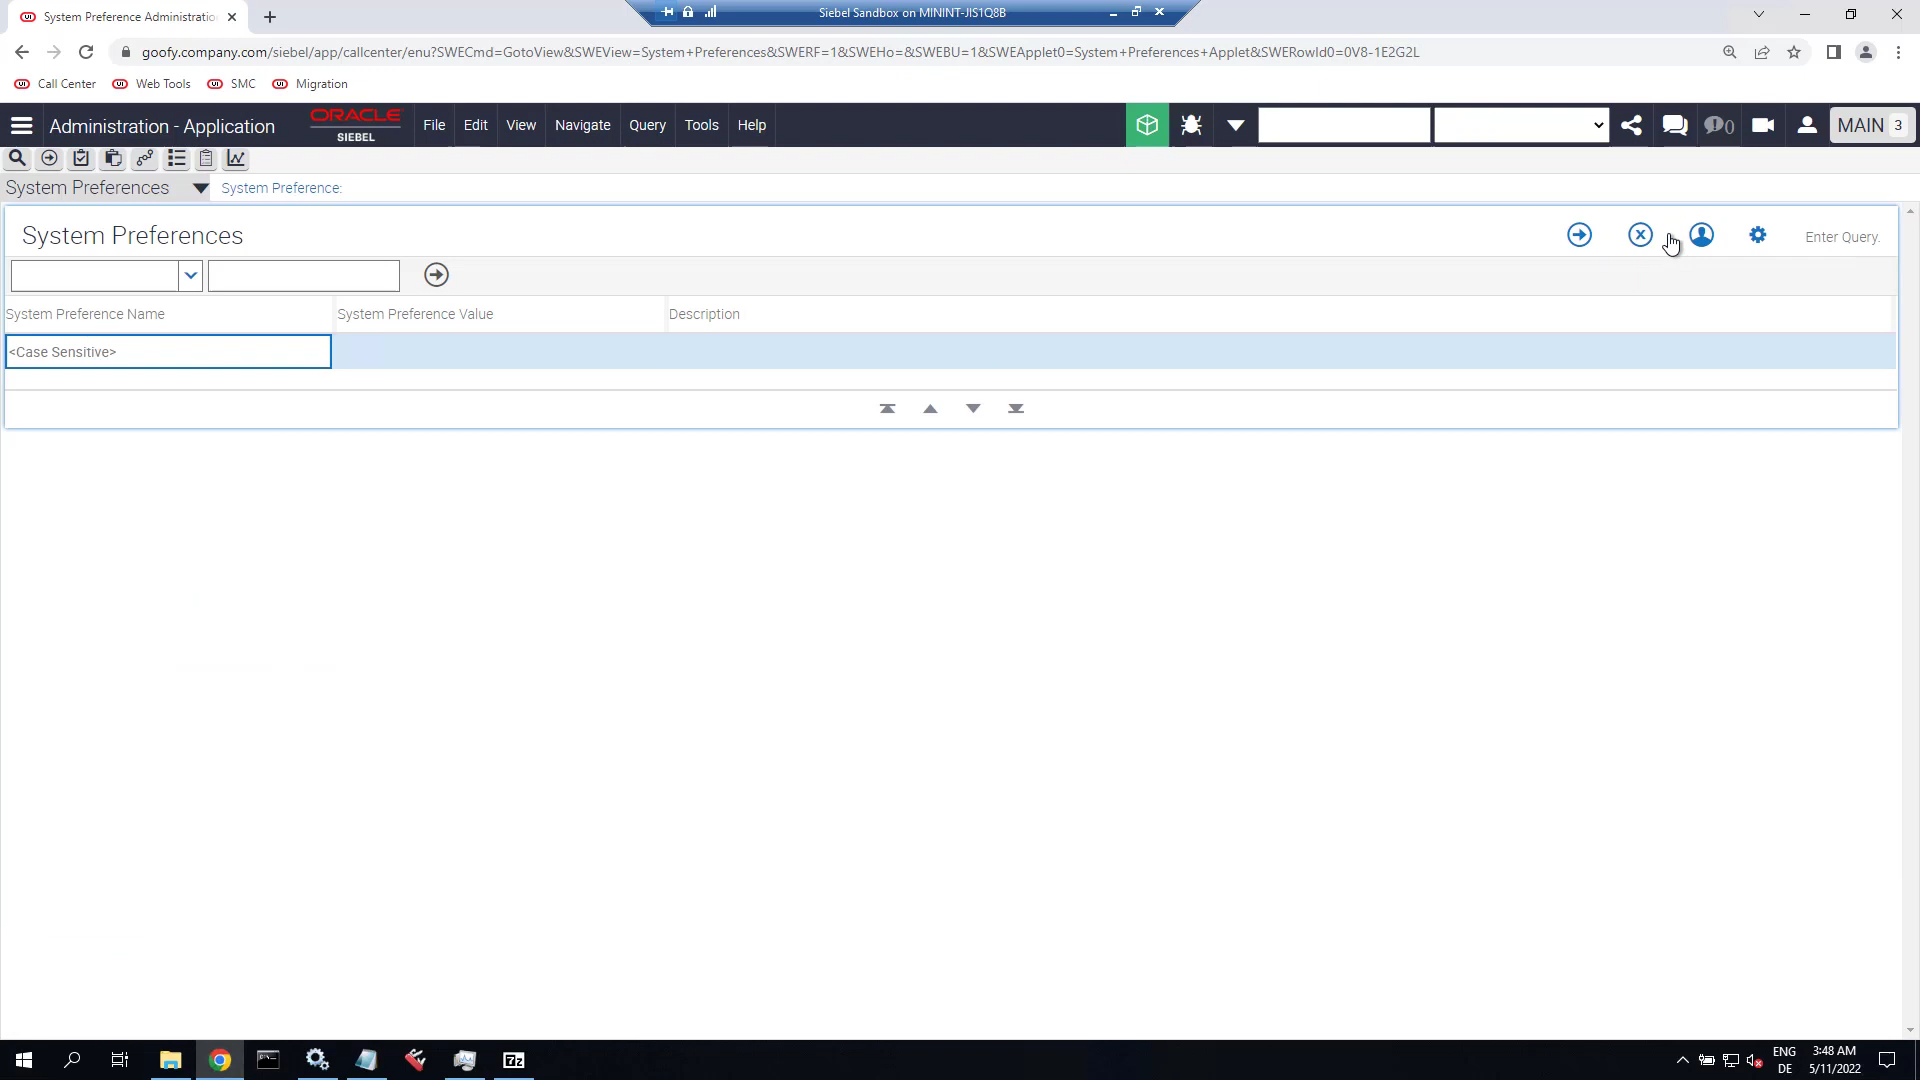 System Preference Administratio
Siebel Sandbox on MININT-JIS1Q8B
goofy.company.com/siebel/app/callcenter/enu?SWECmd=GotoView&SWEView=System+Preferences&SWERF=1&SWEHo=&SWEBU=1&SWEApplet0=System+Preferences+Applet&SWERowId0=0V8-1E2G2L
Call Center
Web Tools
SMC
Migration
Administration - Application
ORACLE
SIEBEL
File
Edit
View
Navigate
Query
Tools
Help
0
MAIN 3
System Preferences
System Preference:
System Preferences
Enter Query.
System Preference Name
System Preference Value
Description
<Case Sensitive>
7z
ENG
DE
3:48 AM
5/11/2022